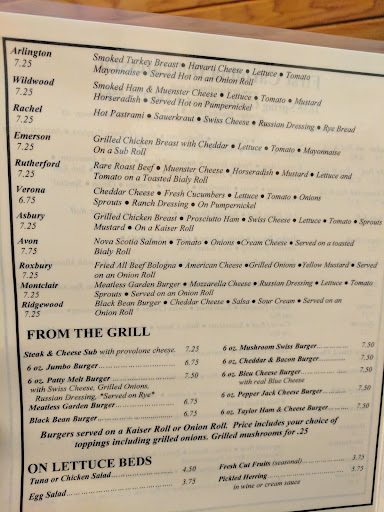 Arlington Smoked Turkey Breast • Havarti Cheese • Lettuce • Tomato
7.25 Mayonnaise • Served Hot on an Onion Roll
Wildwood Smoked Ham & Muenster Cheese • Lettuce • Tomato • Mustard
7.25 Horseradish • Served Hot on Pumpernickel
Rachel Hot Pastrami • Sauerkraut • Swiss Cheese • Russian Dressing • Rye Bread
7.25
Emerson Grilled Chicken Breast with Cheddar • Lettuce • Tomato • Mayonnaise
7.25 On a Sub Roll
Rutherford Rare Roast Beef • Muenster Cheese • Horseradish • Mustard • Lettuce and
7.25 Tomato on a Toasted Bialy Roll
Verona Cheddar Cheese • Fresh Cucumbers • Lettuce • Tomato • Onions
6.75 Sprouts • Ranch Dressing • On Pumpernickel
Asbury Grilled Chicken Breast • Prosciutto Ham • Swiss Cheese • Lettuce • Tomato • Sprouts
7.25 Mustard • On a Kaiser Roll
Avon Nova Scotia Salmon • Tomato • Onions • Cream Cheese • Served on a toasted
7.75 Bialy Roll
Roxbury Fried All Beef Bologna • American Cheese • Grilled Onions • Yellow Mustard • Served
7.25 on an Onion Roll
Montclair Meatless Garden Burger • Mozzarella Cheese • Russian Dressing • Lettuce • Tomato
7.25 Sprouts • Served on an Onion Roll
Ridgewood Black Bean Burger • Cheddar Cheese • Salsa • Sour Cream • Served on an
7.25 Onion Roll
FROM THE GRILL
Steak & Cheese Sub with provolone cheese. 7.25
6 oz. Jumbo Burger 6.75
6 oz. Patty Melt Burger 7.50
with Swiss Cheese, Grilled Onions,
Russian Dressing, *Served on Rye*
Meatless Garden Burger 6.75
Black Bean Burger 6.75
6 oz. Mushroom Swiss Burger 7.50
6 oz. Cheddar & Bacon Burger 7.50
6 oz. Bleu Cheese Burger 7.50
with real Blue Cheese
6 oz. Pepper Jack Cheese Burger 7.50
6 oz. Taylor Ham & Cheese Burger 7.50
Burgers served on a Kaiser Roll or Onion Roll. Price includes your choice of
toppings including grilled onions. Grilled mushrooms for .25
ON LETTUCE BEDS
Tuna or Chicken Salad 4.50
Egg Salad 3.75
Fresh Cut Fruits (seasonal) 3.75
Pickled Herring 3.75
in wine or cream sauce